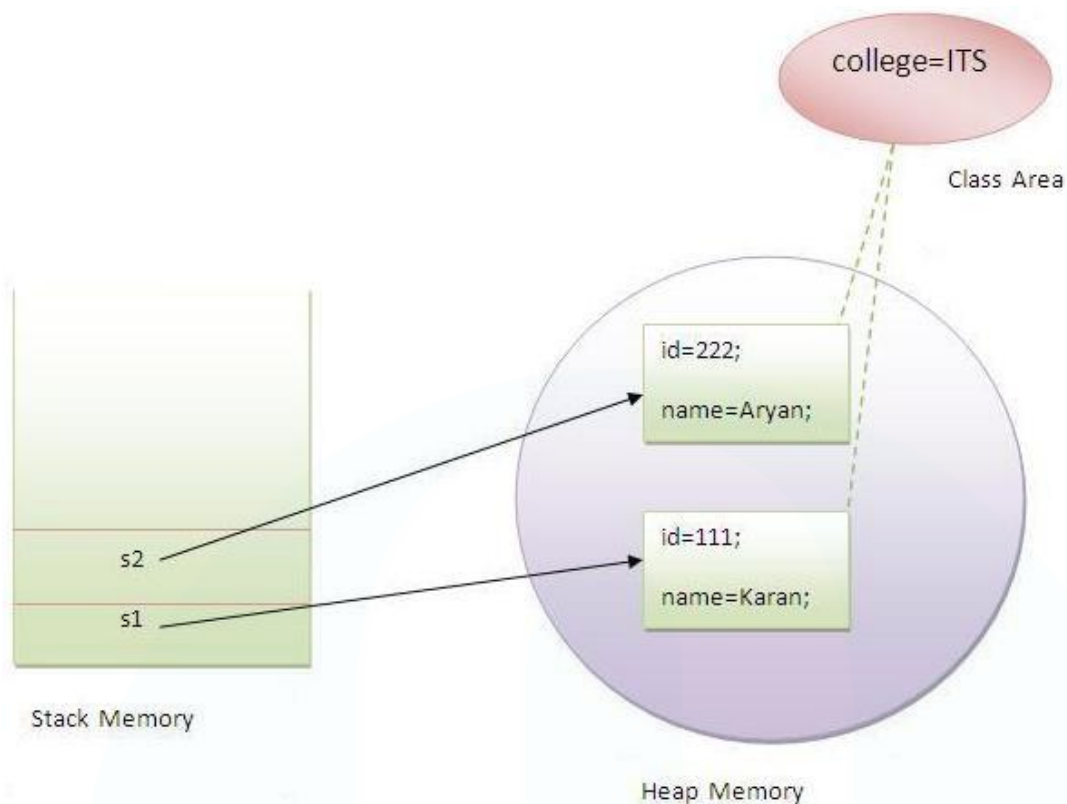 college=ITS
Class Area
id=222;
name=Aryan;
s2
id=111;
name=Karan;
s1
Stack Memory
Heap Memory